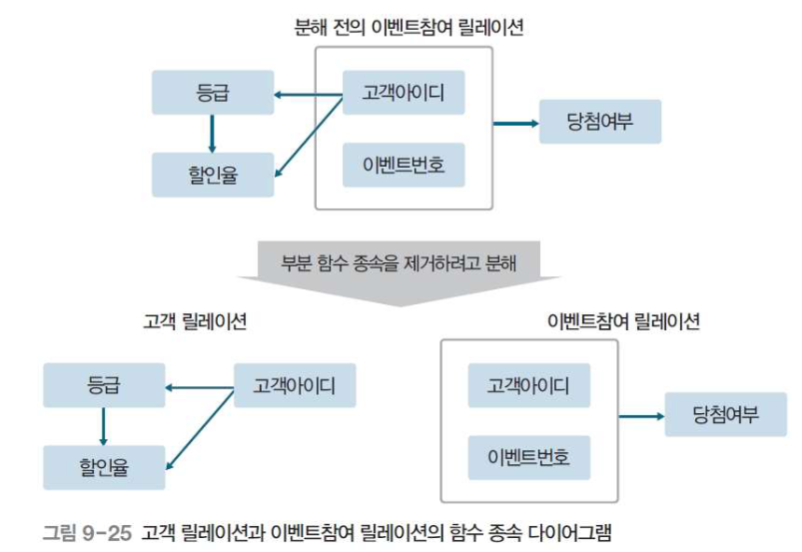 분해 전의 이벤트참여 릴레이션
등급
고객아이디
당첨여부
할인율
이벤트번호
부분 함수 종속을 제거하려고 분해
고객 릴레이션
이벤트참여 릴레이션
등급
고객아이디
고객아이디
당첨여부
할인율
이벤트번호
그림 9-25 고객 릴레이션과 이벤트참여 릴레이션의 함수 종속 다이어그램